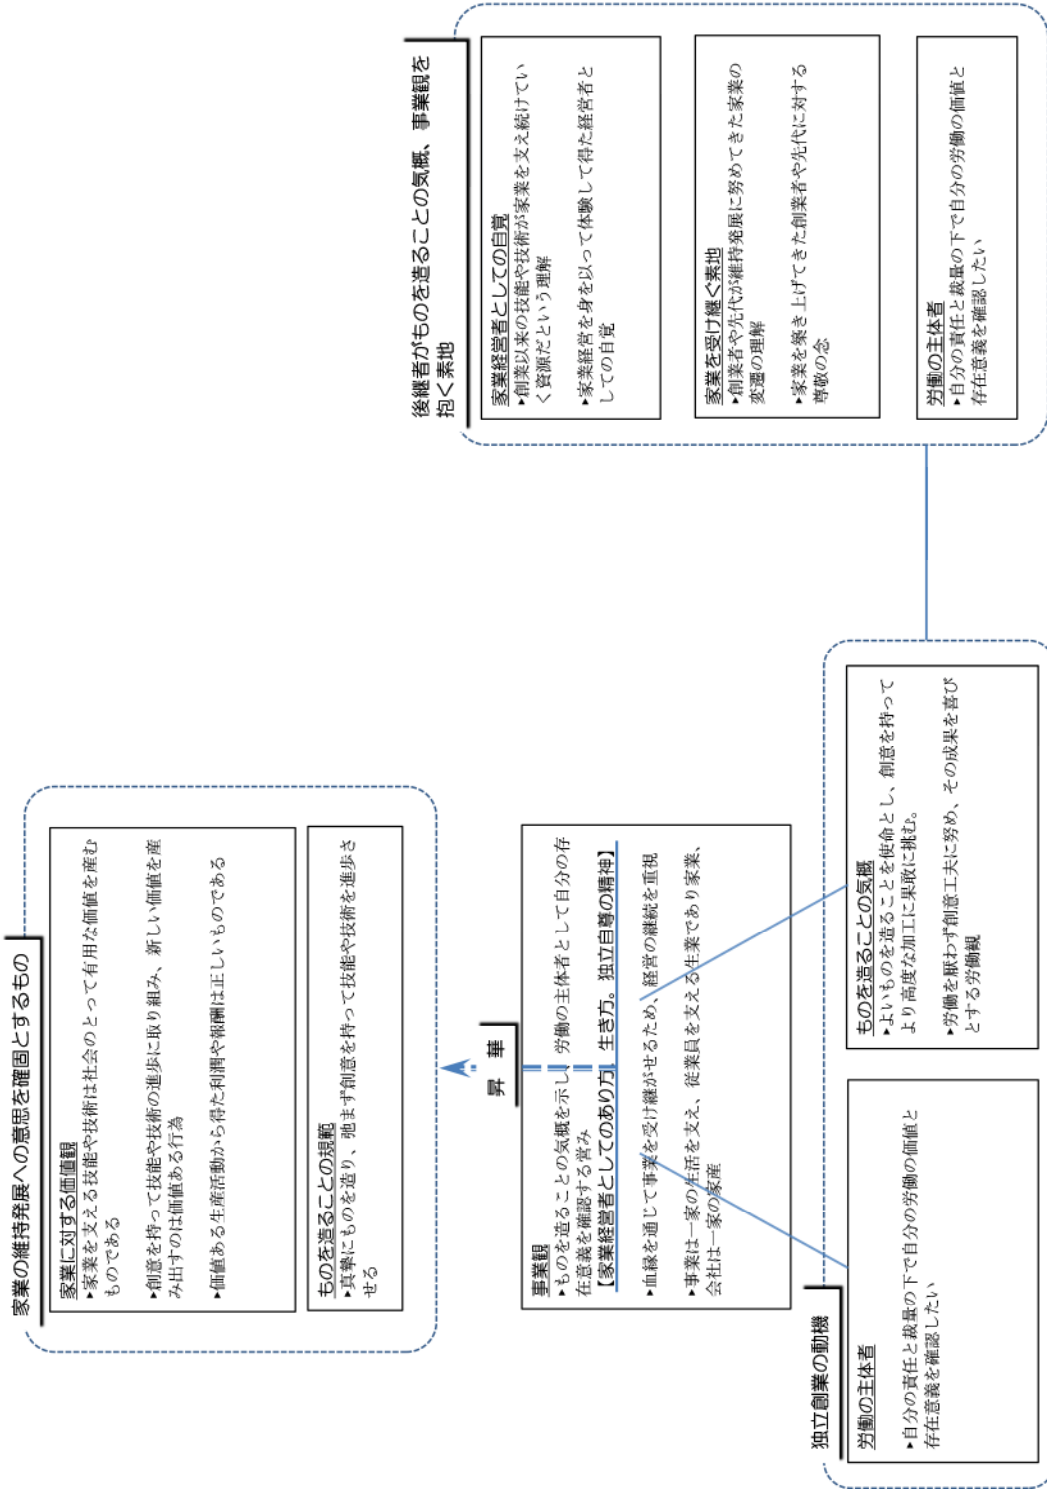 家業の維持発展への意思を確固とするもの
家業に対する価値観
▸家業を支える技能や技術は社会のとって有用な価値を産む
ものである
▸創意を持って技能や技術の進歩に取り組み、新しい価値を産
み出すのは価値ある行為
▸価値ある生産活動から得た利潤や報酬は正しいものである
ものを造ることの規範
▸真摯にものを造り、弛まず創意を持って技能や技術を進歩さ
せる
昇 華
事業観
▸ものを造ることの気概を示し、労働の主体者として自分の存
在意義を確認する営み
【家業経営者としてのあり方、生き方。独立自尊の精神】
▸血縁を通じて事業を受け継がせるため、経営の継続を重視
▸事業は一家の生活を支え、従業員を支える生業であり家業、
会社は一家の家産
独立創業の動機
労働の主体者
▸自分の責任と裁量の下で自分の労働の価値と
存在意義を確認したい
ものを造ることの気概
▸よいものを造ることを使命とし、創意を持って
より高度な加工に果敢に挑む。
▸労働を厭わず創意工夫に努め、その成果を喜び
とする労働観
後継者がものを造ることの気概、事業観を
抱く素地
家業経営者としての自覚
▸創業以来の技能や技術が家業を支え続けてい
く資源だという理解
▸家業経営を身を以って体験して得た経営者と
しての自覚
家業を受け継ぐ素地
▸創業者や先代が維持発展に努めてきた家業の
変遷の理解
▸家業を築き上げてきた創業者や先代に対する
尊敬の念
労働の主体者
▸自分の責任と裁量の下で自分の労働の価値と
存在意義を確認したい